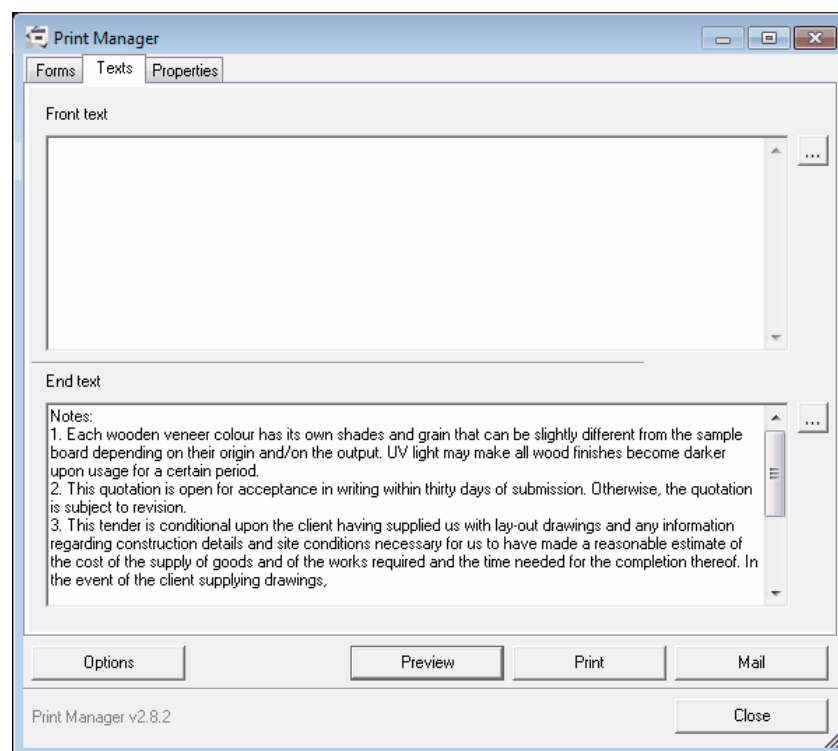 Print Manager
Forms Texts Properties
Front text
...
End text
...
Notes:
1. Each wooden veneer colour has its own shades and grain that can be slightly different from the sample
board depending on their origin and/on the output. UV light may make all wood finishes become darker
upon usage for a certain period.
2. This quotation is open for acceptance in writing within thirty days of submission. Otherwise, the quotation
is subject to revision.
3. This tender is conditional upon the client having supplied us with lay-out drawings and any information
regarding construction details and site conditions necessary for us to have made a reasonable estimate of
the cost of the supply of goods and of the works required and the time needed for the completion thereof. In
the event of the client supplying drawings,
Options Preview Print Mail
Print Manager v2.8.2 Close